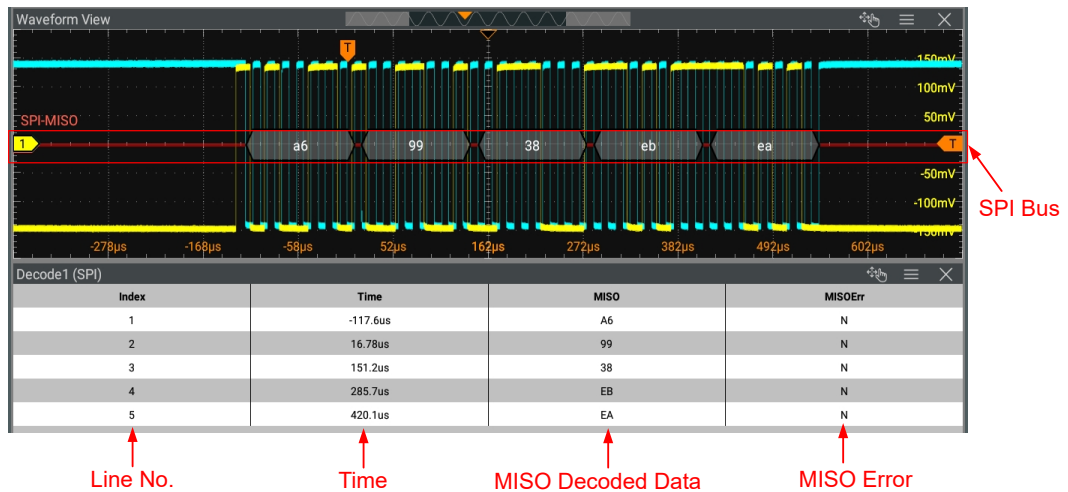 Waveform View
T
150mV
100mV
SPI-MISO
50mV
1
a6 99 38 eb ea
T
-50mV
-100mV
-150mV
-278µs -168µs -58µs 52µs 162µs 272µs 382µs 492µs 602µs
SPI Bus
Decode1 (SPI)
Index Time MISO MISOErr
1 -117.6us A6 N
2 16.78us 99 N
3 151.2us 38 N
4 285.7us EB N
5 420.1us EA N
Line No. Time MISO Decoded Data MISO Error